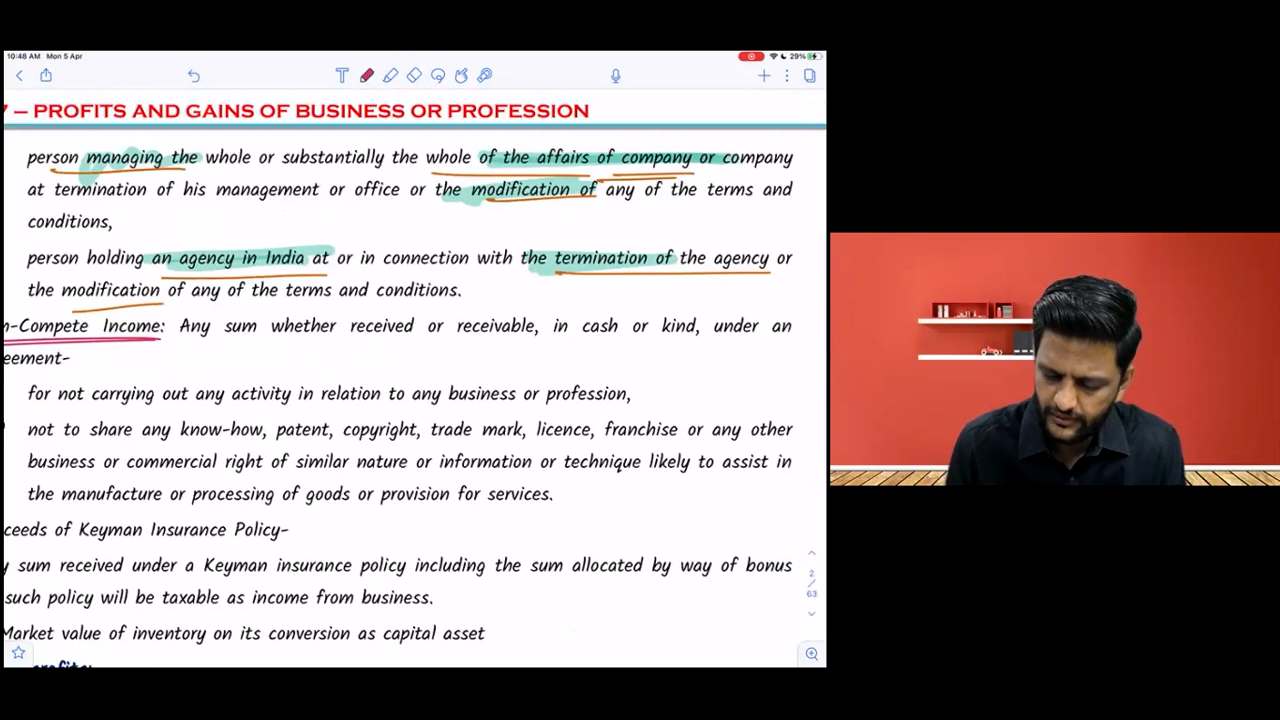 10:48 AM Mon 5 Apr
29%
7 – PROFITS AND GAINS OF BUSINESS OR PROFESSION
person managing the whole or substantially the whole of the affairs of company or company
at termination of his management or office or the modification of any of the terms and
conditions,
person holding an agency in India at or in connection with the termination of the agency or
the modification of any of the terms and conditions.
n-Compete Income: Any sum whether received or receivable, in cash or kind, under an
eement-
for not carrying out any activity in relation to any business or profession,
not to share any know-how, patent, copyright, trade mark, licence, franchise or any other
business or commercial right of similar nature or information or technique likely to assist in
the manufacture or processing of goods or provision for services.
ceeds of Keyman Insurance Policy-
y sum received under a Keyman insurance policy including the sum allocated by way of bonus
such policy will be taxable as income from business.
Market value of inventory on its conversion as capital asset
profits:
2
/
63